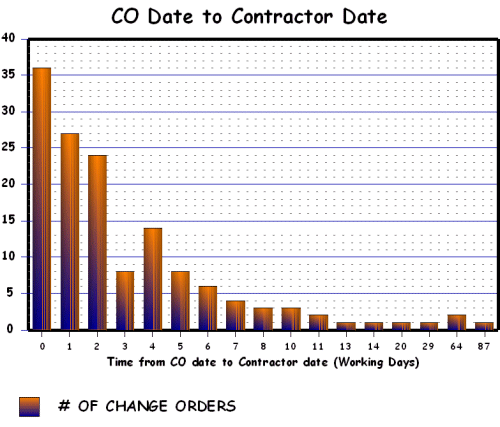 CO Date to Contractor Date
40
35
30
25
20
15
10
5
0
0 1 2 3 4 5 6 7 8 10 11 13 14 20 29 64 87
Time from CO date to Contractor date (Working Days)
# OF CHANGE ORDERS